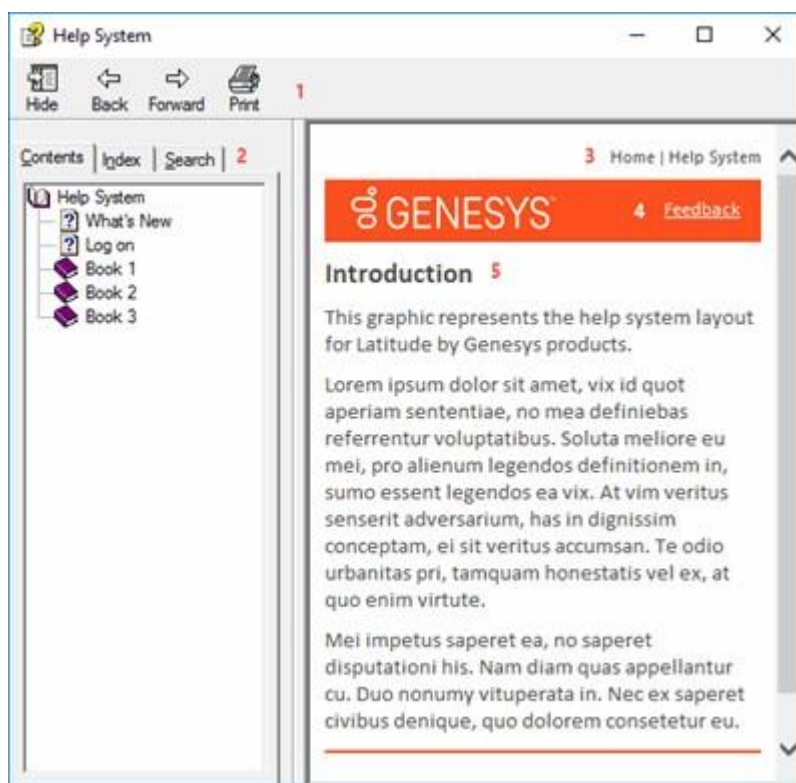 Help System
Hide Back Forward Print 1
Contents Index Search 2
Help System
What's New
Log on
Book 1
Book 2
Book 3
3 Home | Help System
GENESYS 4 Feedback
Introduction 5
This graphic represents the help system layout
for Latitude by Genesys products.
Lorem ipsum dolor sit amet, vix id quot
aperiam sententiae, no mea definiebas
referrentur voluptatibus. Soluta meliore eu
mei, pro alienum legendos definitionem in,
sumo essent legendos ea vix. At vim veritus
senserit adversarium, has in dignissim
conceptam, ei sit veritus accumsan. Te odio
urbanitas pri, tamquam honestatis vel ex, at
quo enim virtute.
Mei impetus saperet ea, no saperet
disputationi his. Nam diam quas appellantur
cu. Duo nonumy vituperata in. Nec ex saperet
civibus denique, quo dolorem consetetur eu.